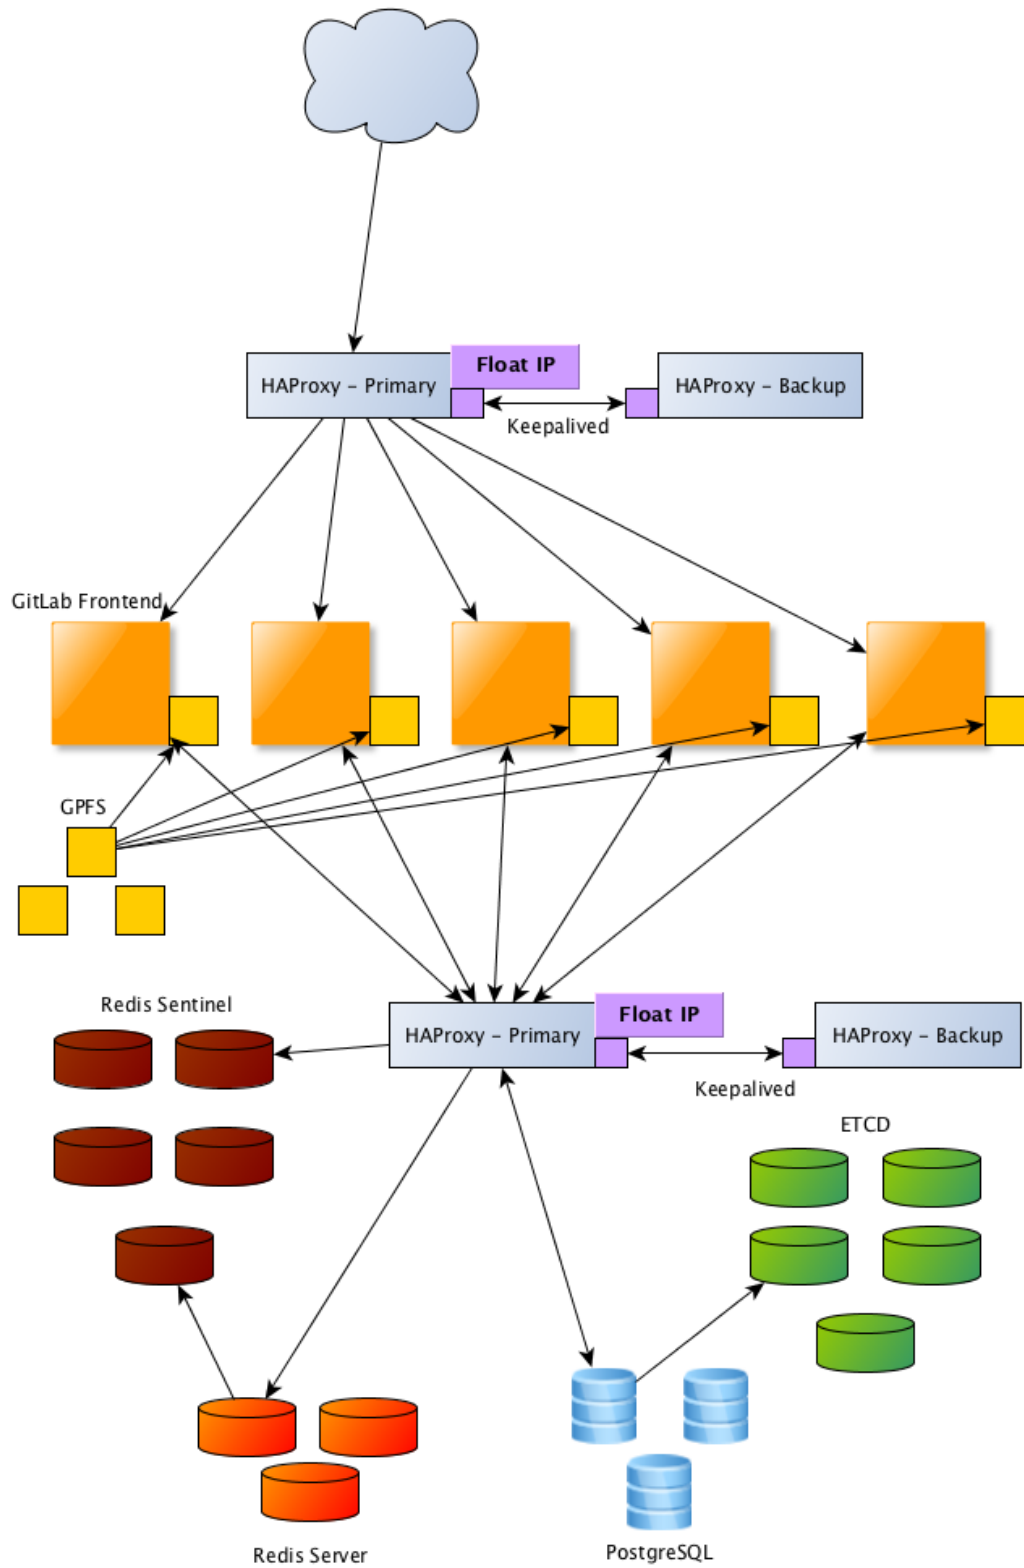 Float IP
HAProxy – Primary
HAProxy – Backup
Keepalived
GitLab Frontend
GPFS
Redis Sentinel
Float IP
HAProxy – Primary
HAProxy – Backup
Keepalived
ETCD
Redis Server
PostgreSQL